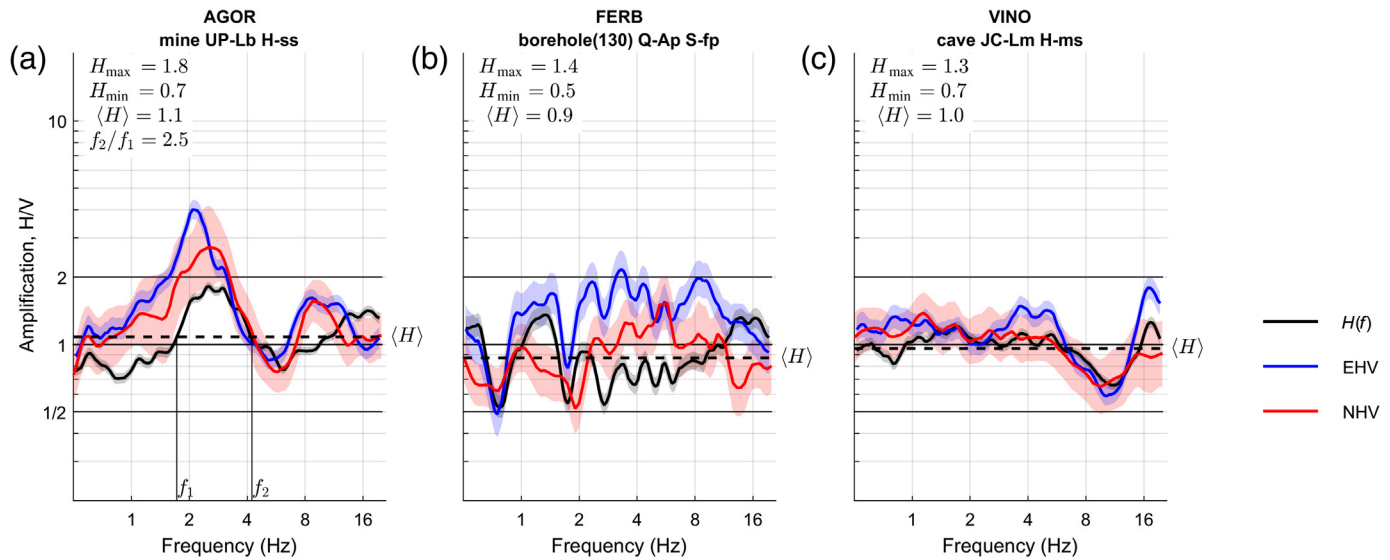 AGOR
mine UP-Lb H-ss
(a)
H_max = 1.8
H_min = 0.7
⟨H⟩ = 1.1
f_2/f_1 = 2.5
10
2
1
1/2
Amplification, H/V
⟨H⟩
f_1
f_2
1 2 4 8 16
Frequency (Hz)
FERB
borehole(130) Q-Ap S-fp
(b)
H_max = 1.4
H_min = 0.5
⟨H⟩ = 0.9
⟨H⟩
1 2 4 8 16
Frequency (Hz)
VINO
cave JC-Lm H-ms
(c)
H_max = 1.3
H_min = 0.7
⟨H⟩ = 1.0
⟨H⟩
1 2 4 8 16
Frequency (Hz)
H(f)
EHV
NHV